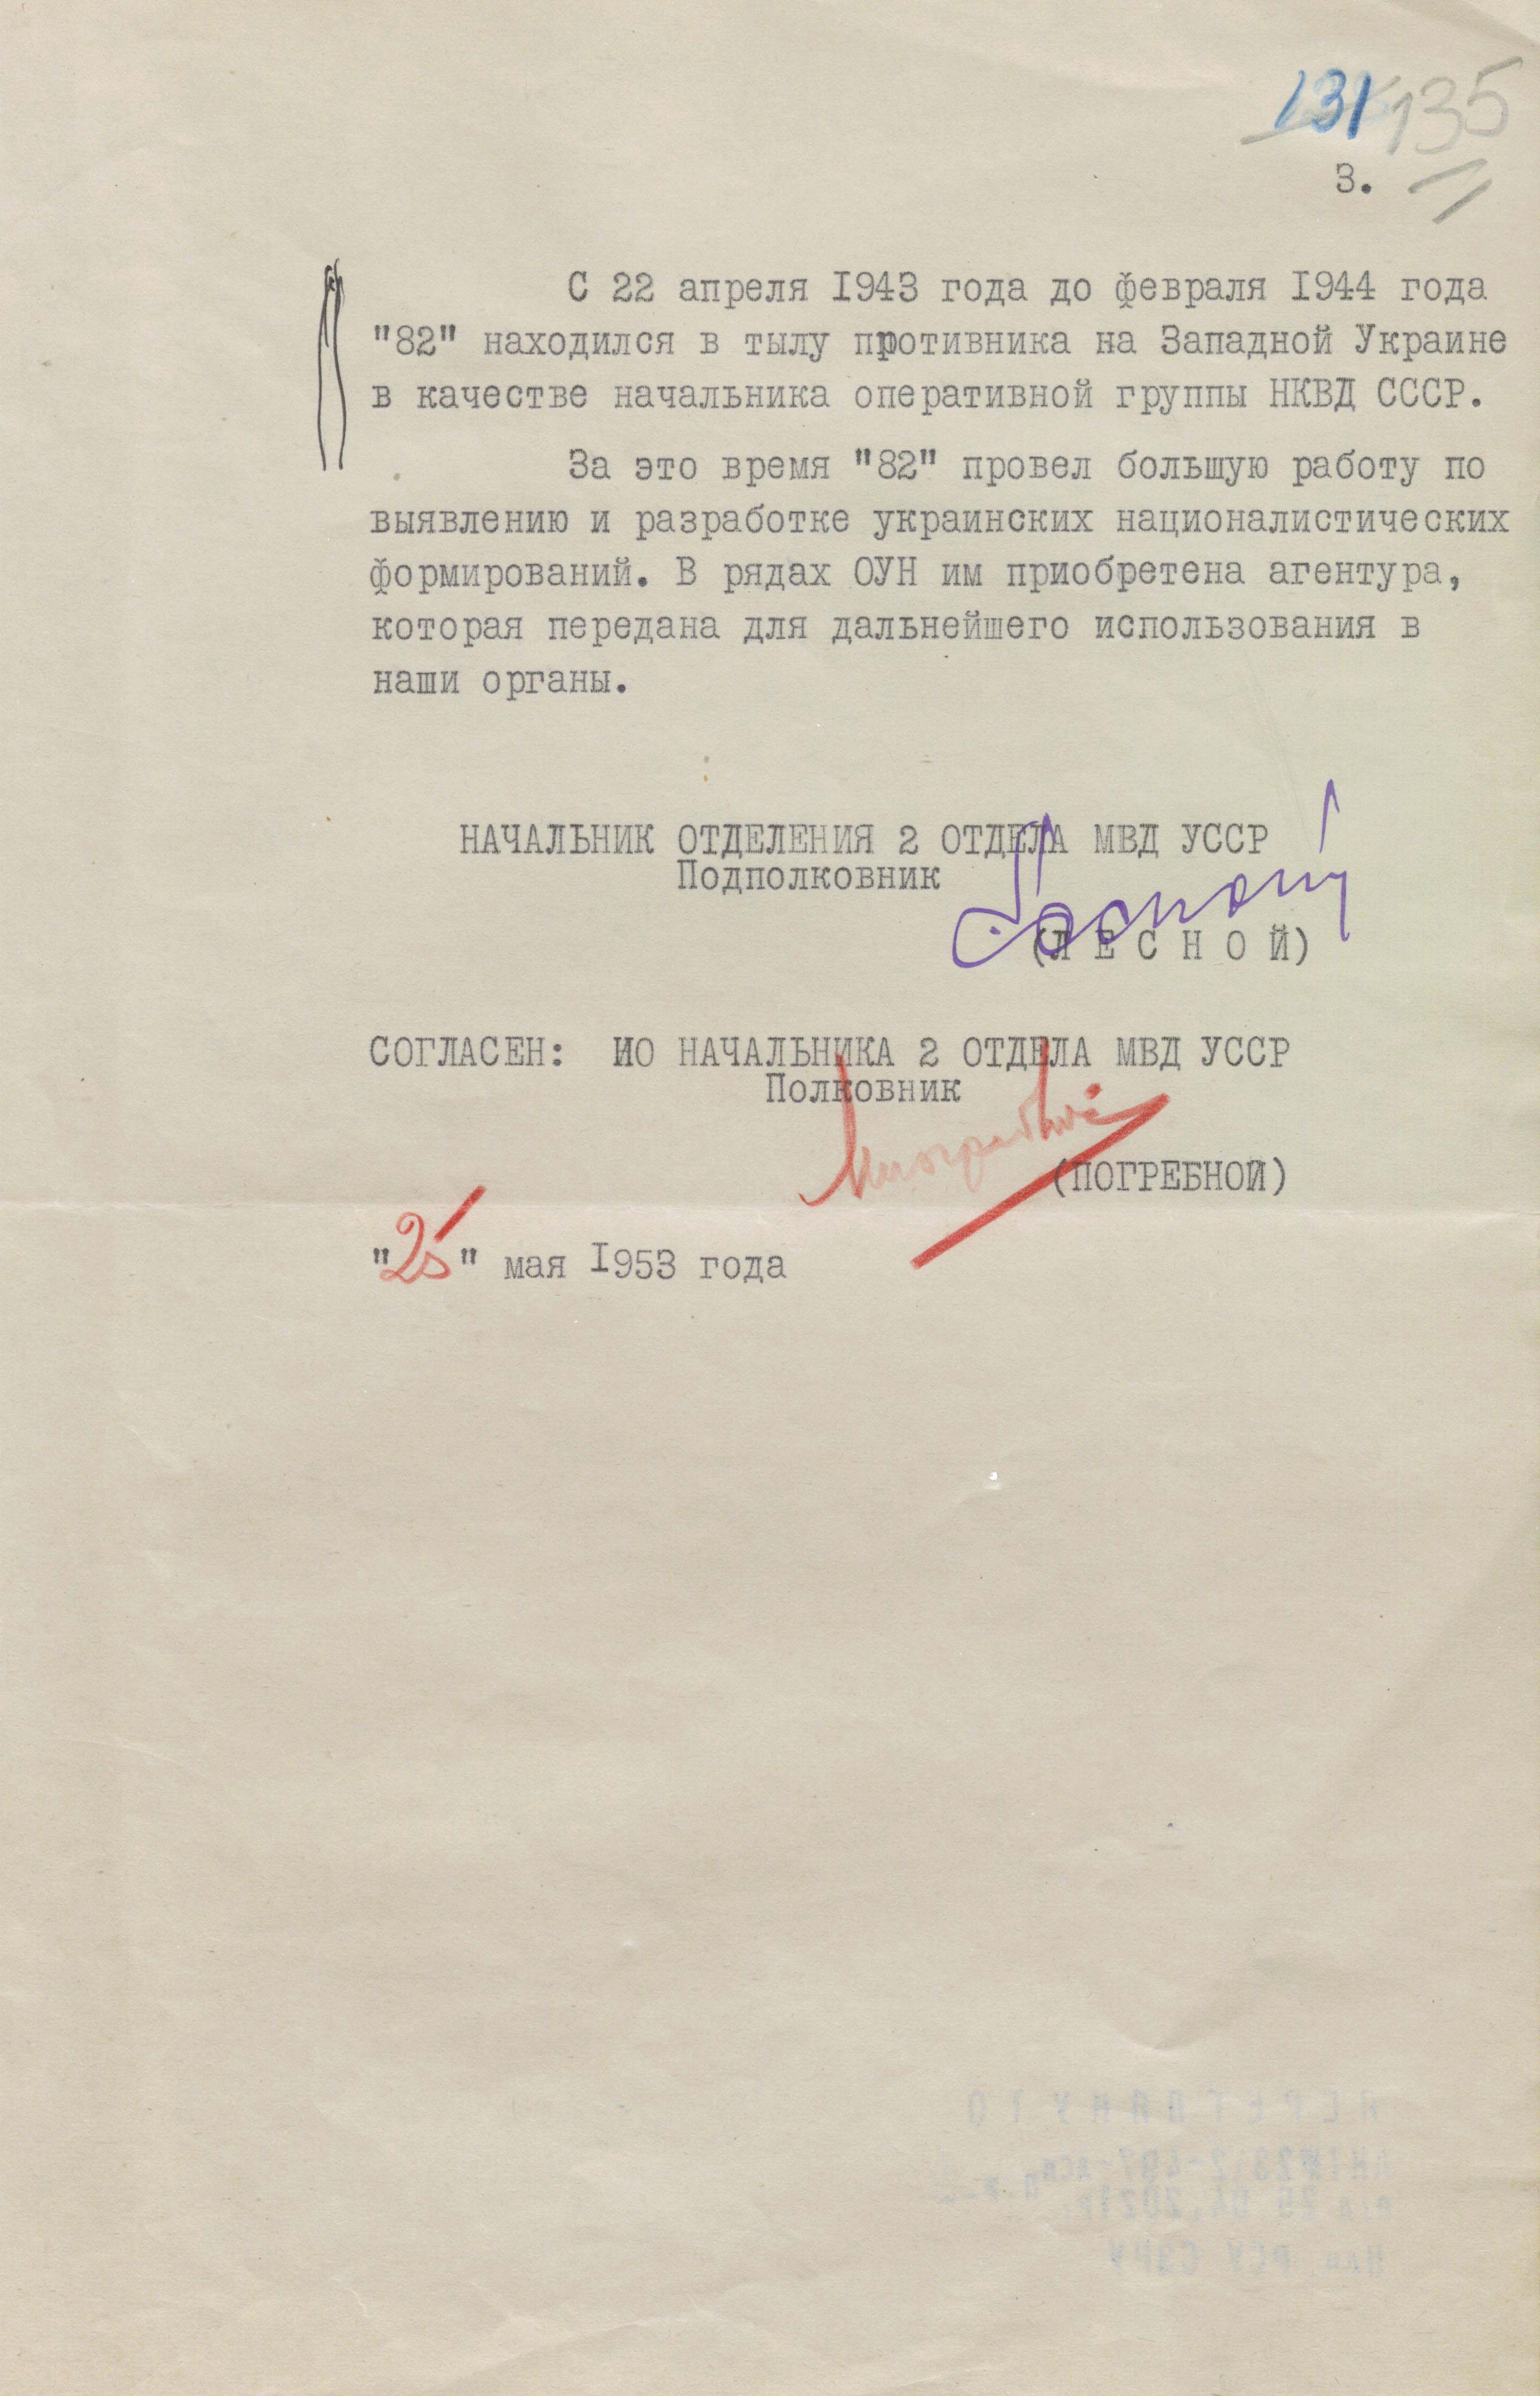 131 135
3.
С 22 апреля 1943 года до февраля 1944 года
"82" находился в тылу противника на Западной Украине
в качестве начальника оперативной группы НКВД СССР.
За это время "82" провел большую работу по
выявлению и разработке украинских националистических
формирований. В рядах ОУН им приобретена агентура,
которая передана для дальнейшего использования в
наши органы.
НАЧАЛЬНИК ОТДЕЛЕНИЯ 2 ОТДЕЛА МВД УССР
Подполковник
(Л Е С Н О Й)
СОГЛАСЕН: ИО НАЧАЛЬНИКА 2 ОТДЕЛА МВД УССР
Полковник
(ПОГРЕБНОЙ)
"25" мая 1953 года